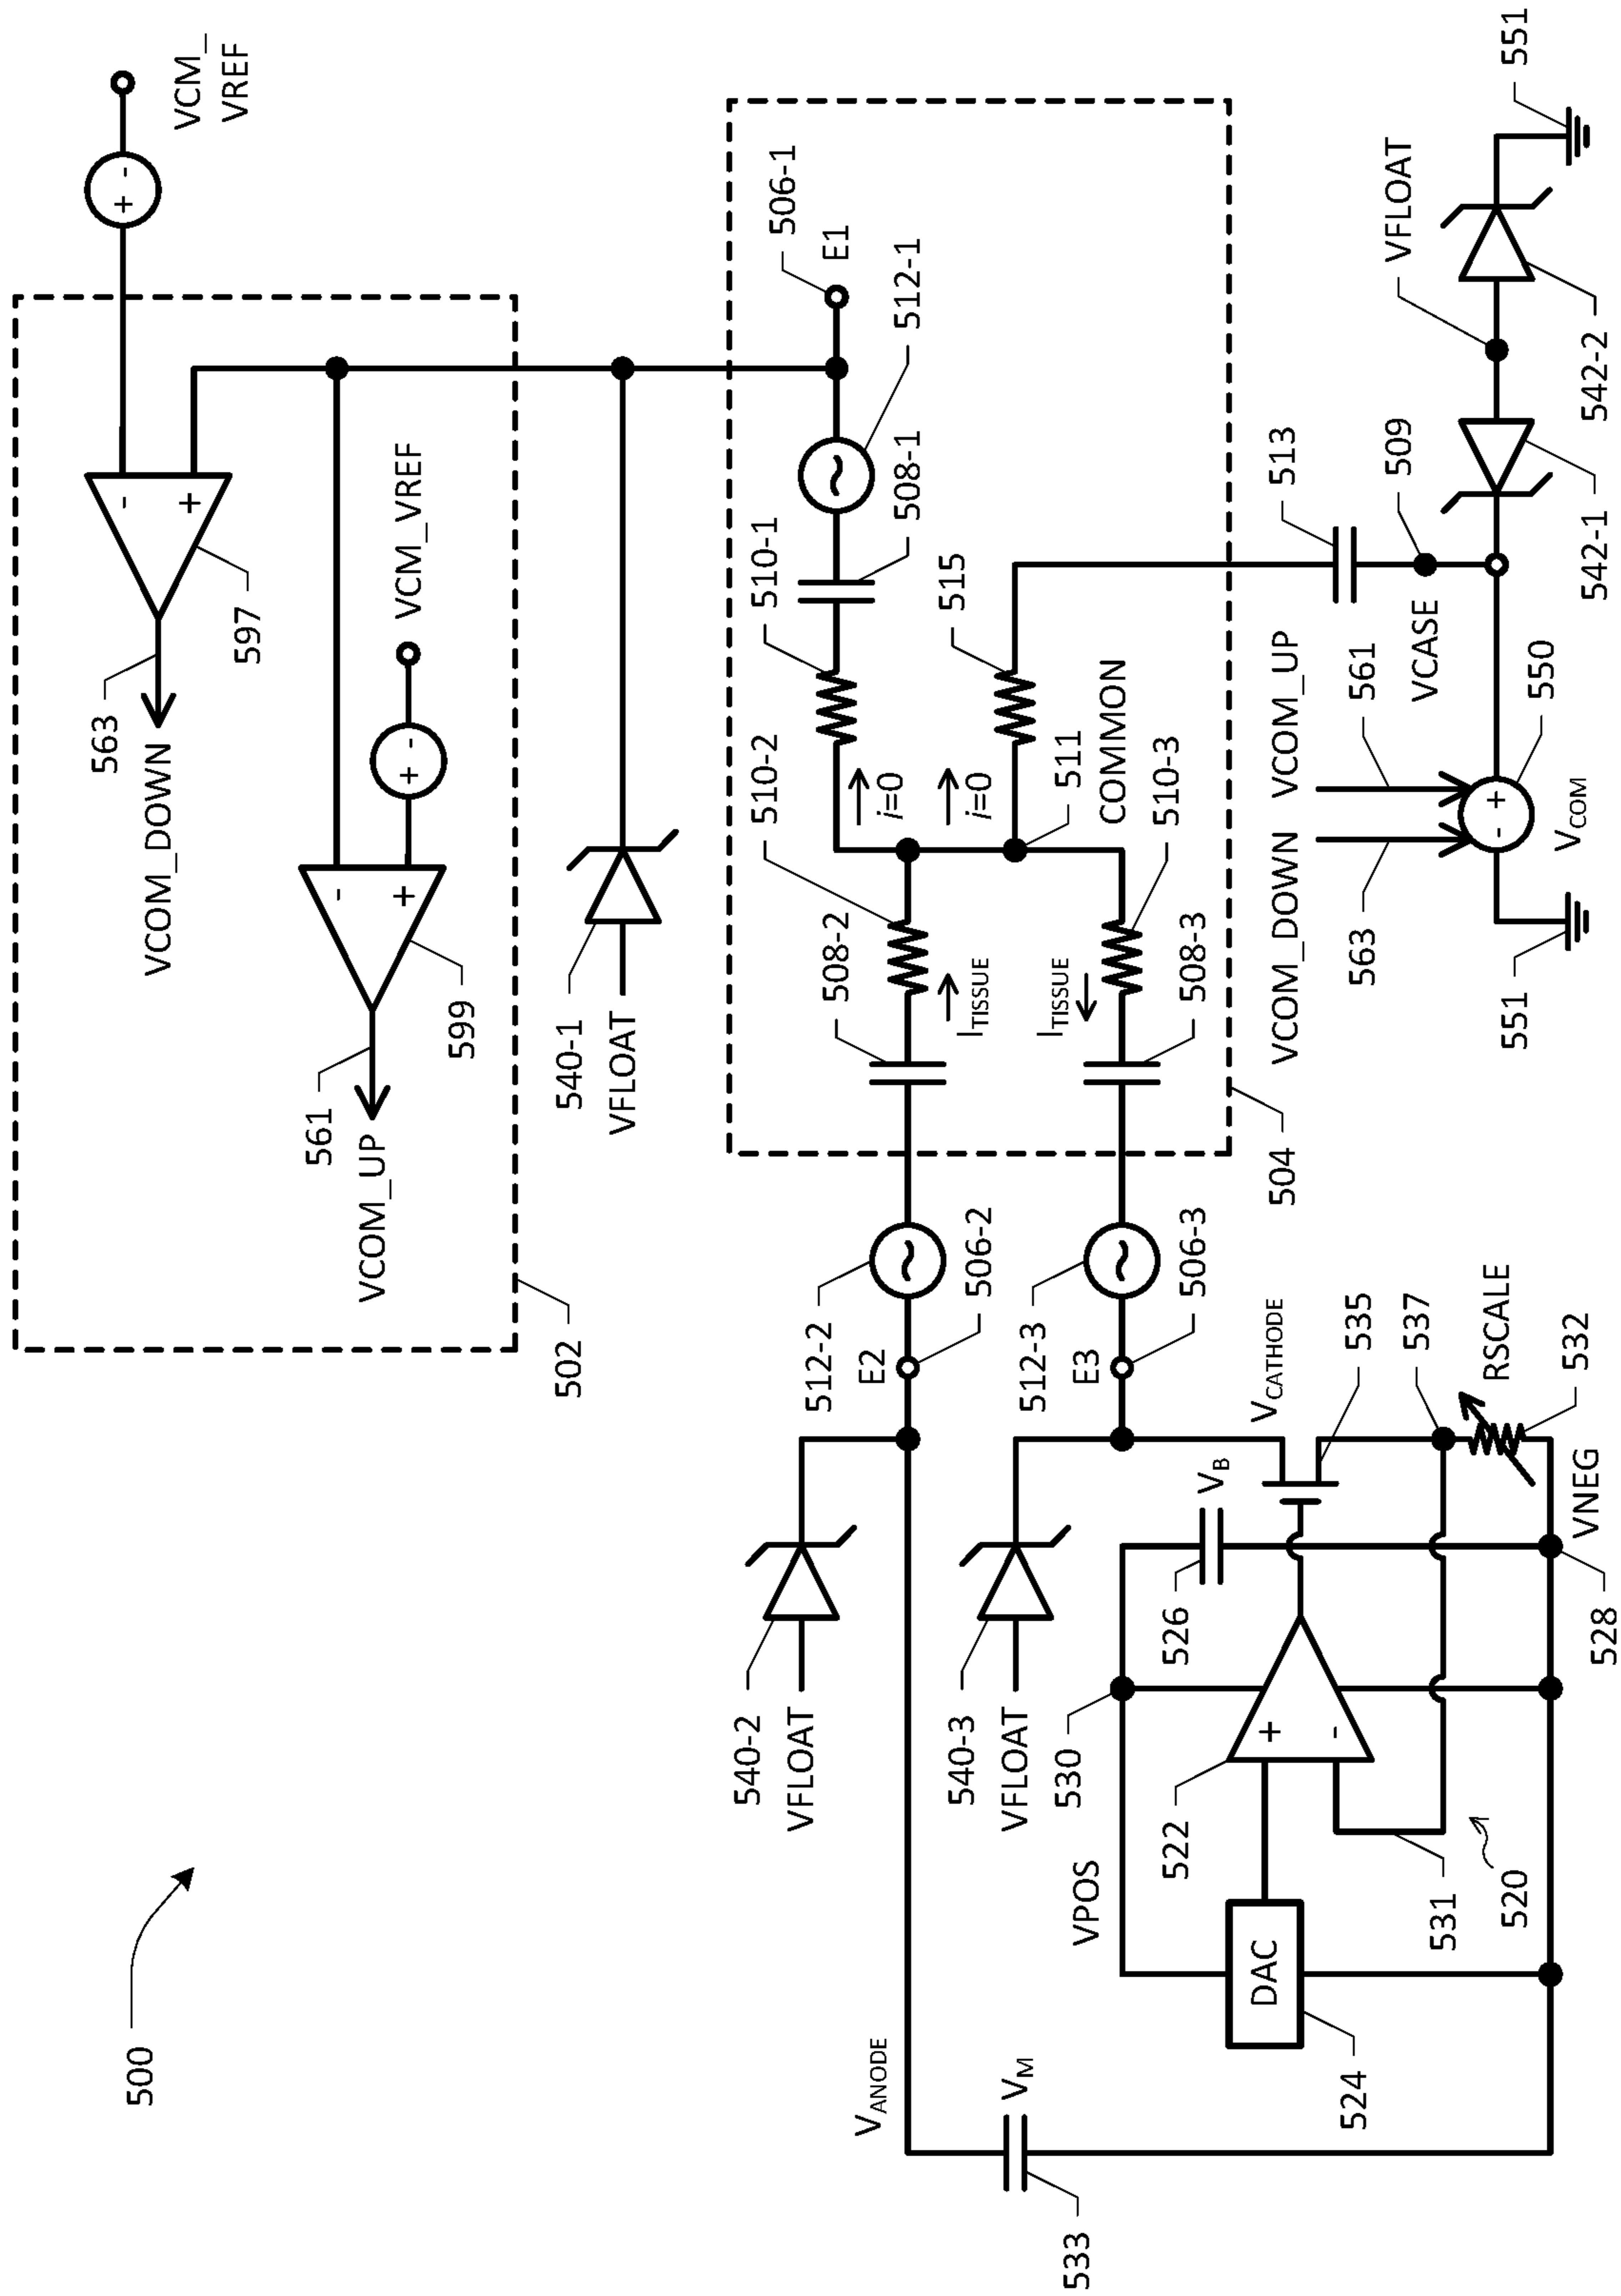 500
VCM_
VREF
-
+
-
+
597
563
VCOM_DOWN
VCM_VREF
-
+
-
+
599
561
VCOM_UP
502
540-1
VFLOAT
506-1
E1
512-1
508-1
510-1
510-2
508-2
515
i=0
i=0
511
COMMON
510-3
ITISSUE
ITISSUE
508-3
504
513
509
VCASE
VFLOAT
551
542-2
542-1
VCOM_UP
561
VCOM_DOWN
563
-
+
550
VCOM
551
512-2
E2
506-2
512-3
E3
506-3
540-2
VFLOAT
540-3
VFLOAT
VANODE
VM
533
VPOS
530
522
+
-
526
VB
VCATHODE
535
537
RSCALE
532
VNEG
528
DAC
524
531
520